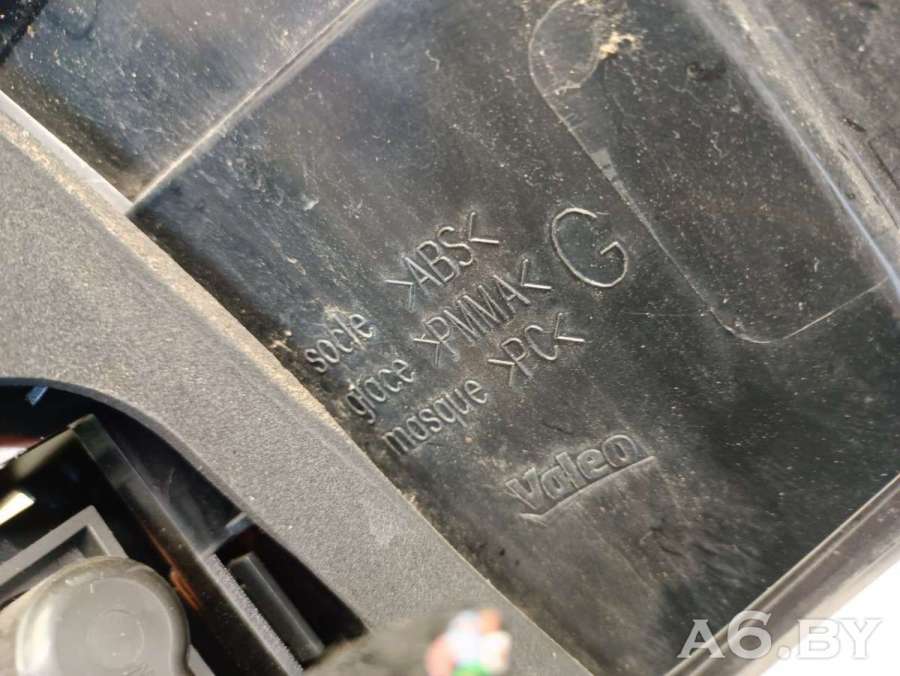 socle >ABS<
glace >PMMA< G
masque >PC<
Valeo
A6.BY